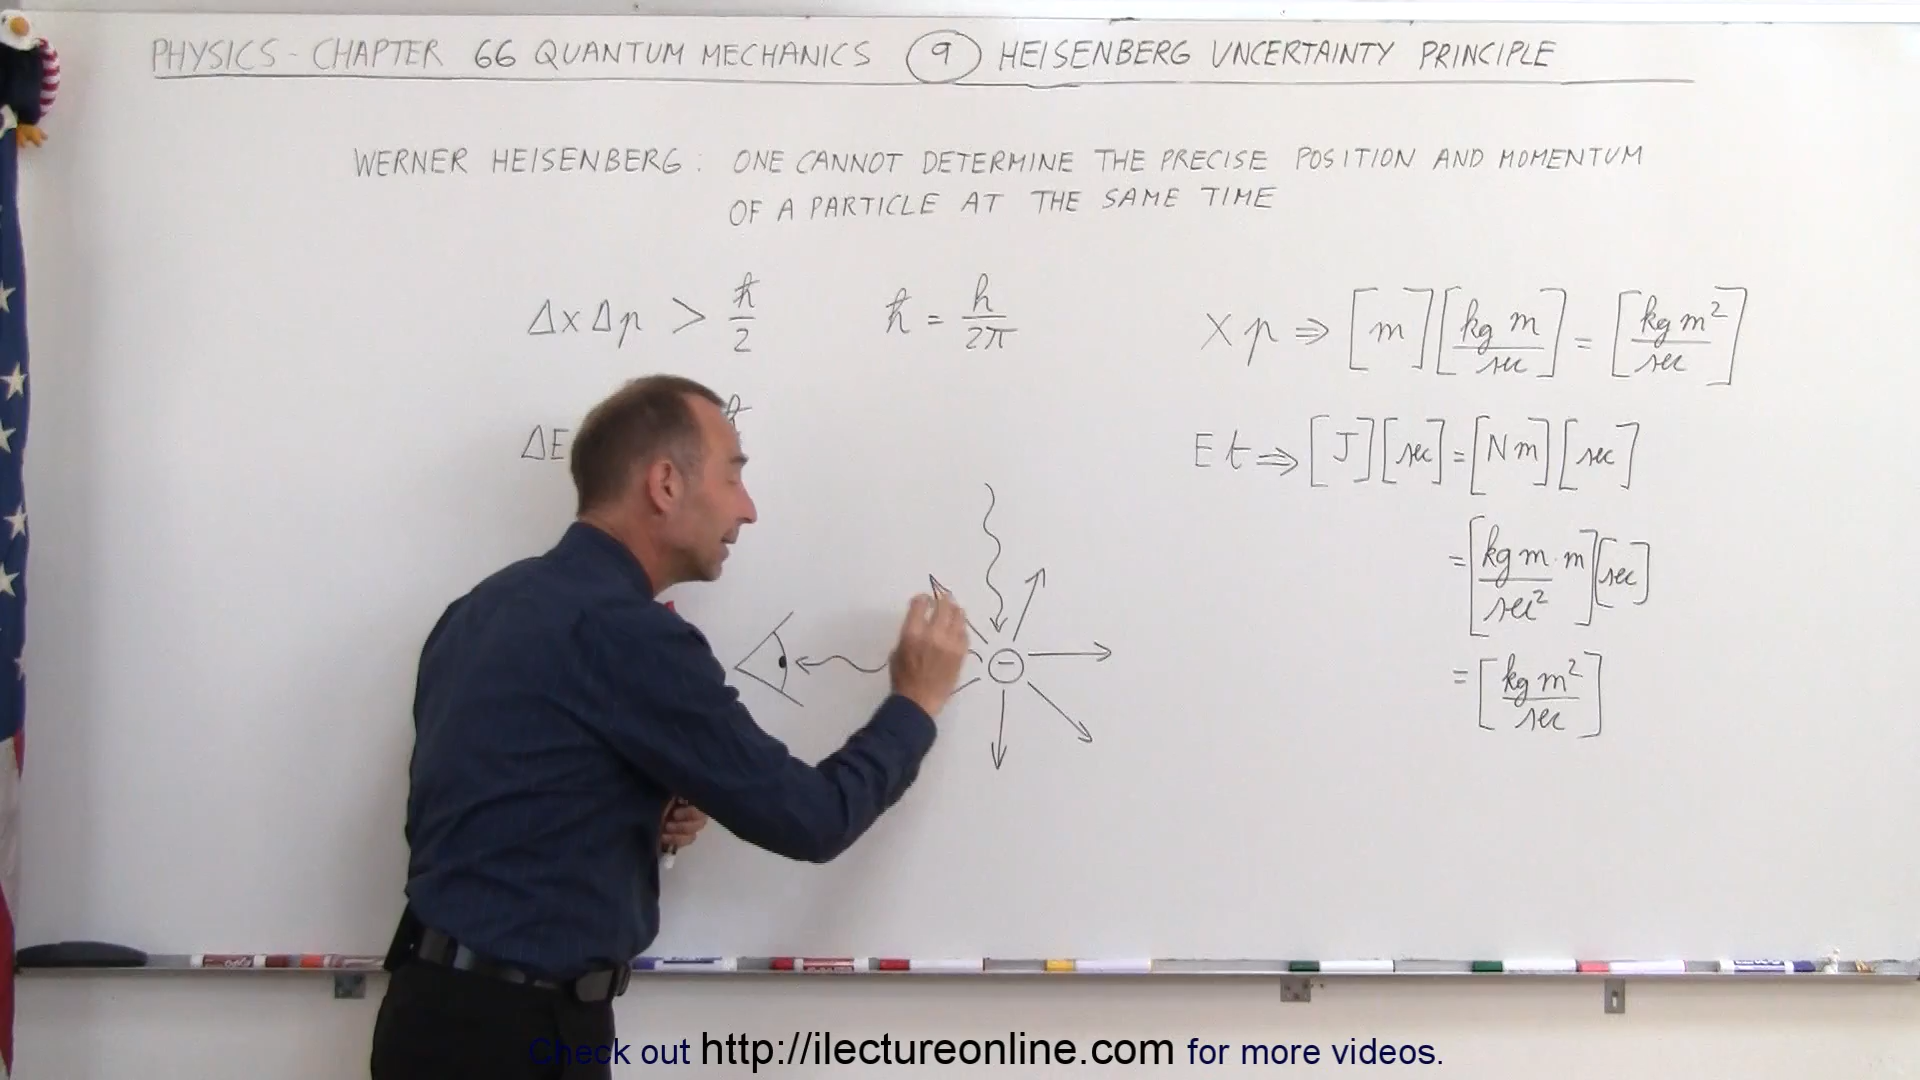 PHYSICS - CHAPTER 66 QUANTUM MECHANICS 9 HEISENBERG UNCERTAINTY PRINCIPLE
WERNER HEISENBERG: ONE CANNOT DETERMINE THE PRECISE POSITION AND MOMENTUM
OF A PARTICLE AT THE SAME TIME
Δx Δp > ℏ/2
ℏ = h/2π
x p ⇒ [m] [kg m/sec] = [kg m²/sec]
ΔE
E t ⇒ [J] [sec] = [N m] [sec]
= [kg m/sec² · m] [sec]
−
= [kg m²/sec]
Check out http://ilectureonline.com for more videos.